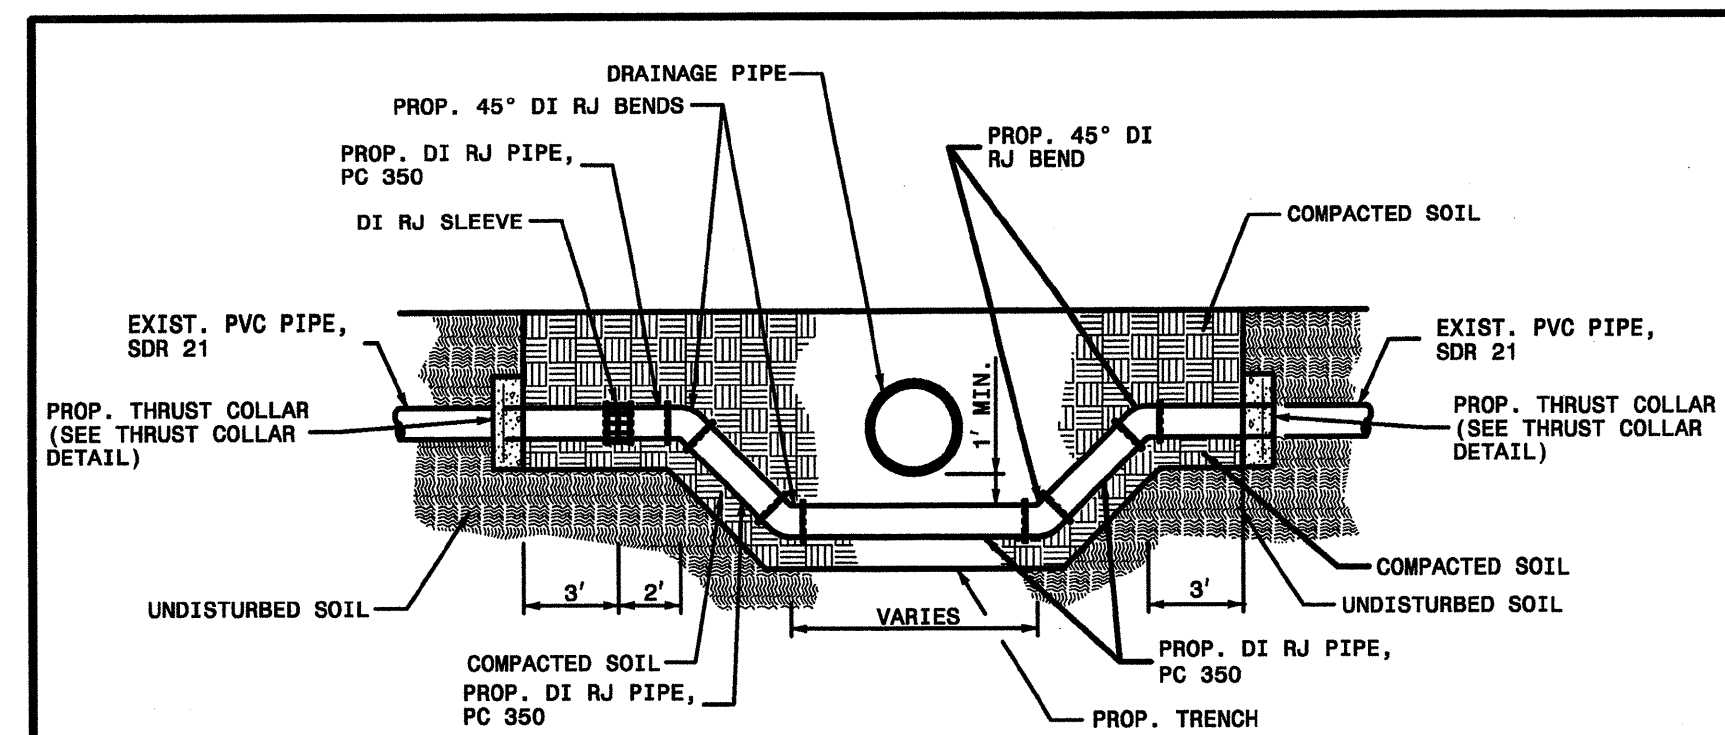 DRAINAGE PIPE
PROP. 45° DI RJ BENDS
PROP. DI RJ PIPE,
PC 350
DI RJ SLEEVE
PROP. 45° DI
RJ BEND
COMPACTED SOIL
EXIST. PVC PIPE,
SDR 21
EXIST. PVC PIPE,
SDR 21
PROP. THRUST COLLAR
(SEE THRUST COLLAR
DETAIL)
1' MIN.
PROP. THRUST COLLAR
(SEE THRUST COLLAR
DETAIL)
COMPACTED SOIL
UNDISTURBED SOIL
3'
2'
VARIES
3'
UNDISTURBED SOIL
COMPACTED SOIL
PROP. DI RJ PIPE,
PC 350
PROP. DI RJ PIPE,
PC 350
PROP. TRENCH